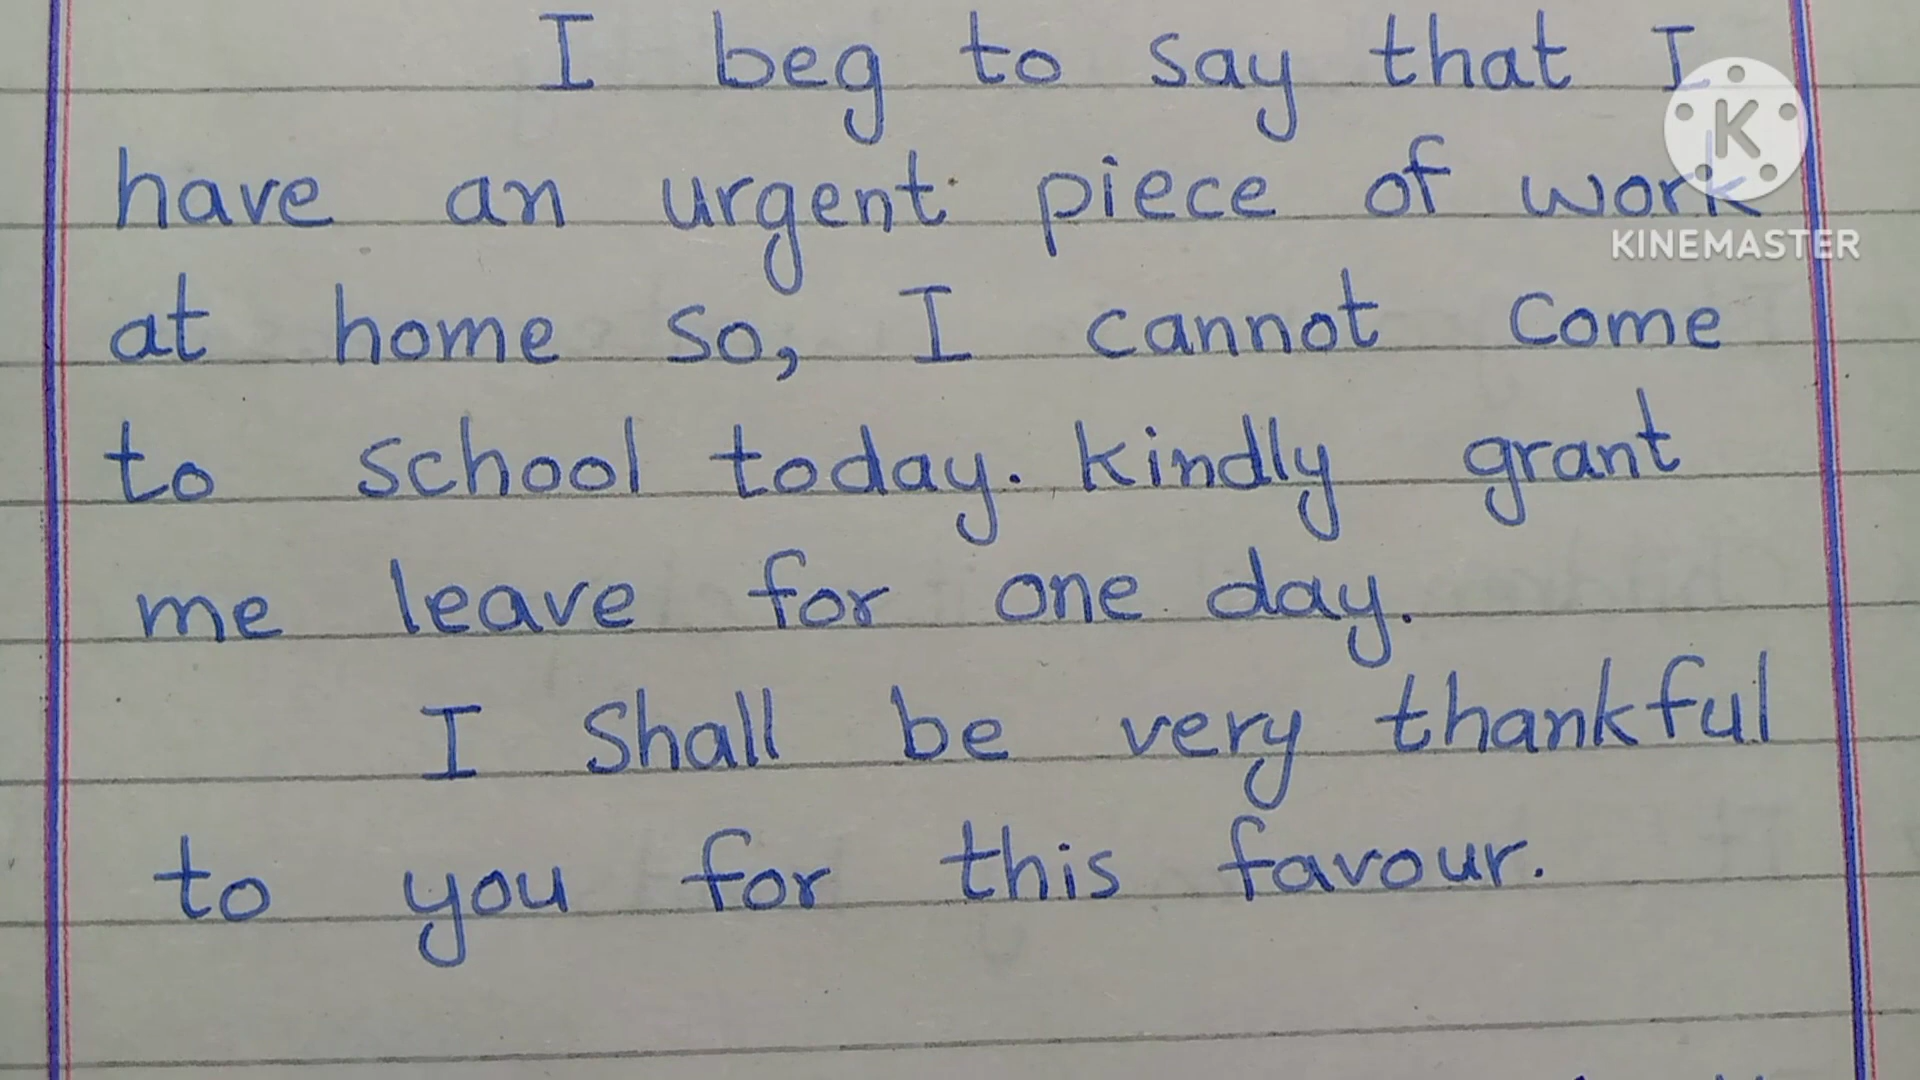 I beg to say that I
have an urgent piece of work
at home so, I cannot come
to school today. Kindly grant
me leave for one day.
I Shall be very thankful
to you for this favour.
K
KINEMASTER